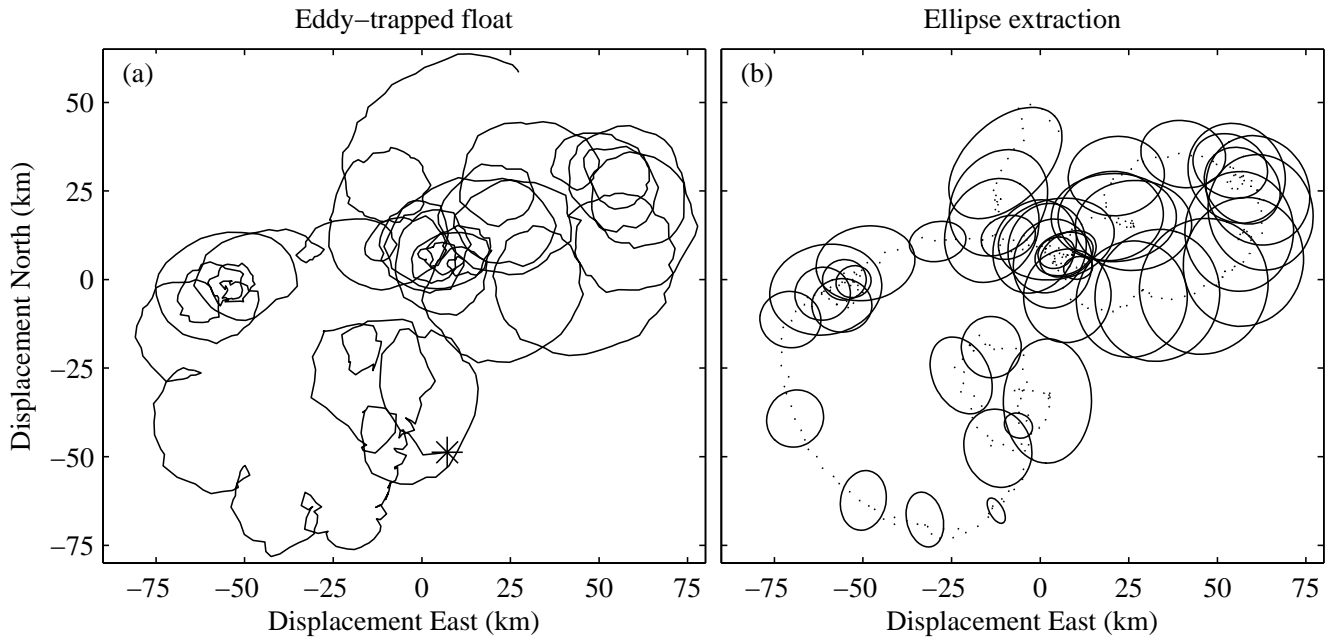 Eddy−trapped float
Ellipse extraction
(a)
(b)
50
25
0
−25
−50
−75
Displacement North (km)
−75 −50 −25 0 25 50 75
−75 −50 −25 0 25 50 75
Displacement East (km)
Displacement East (km)